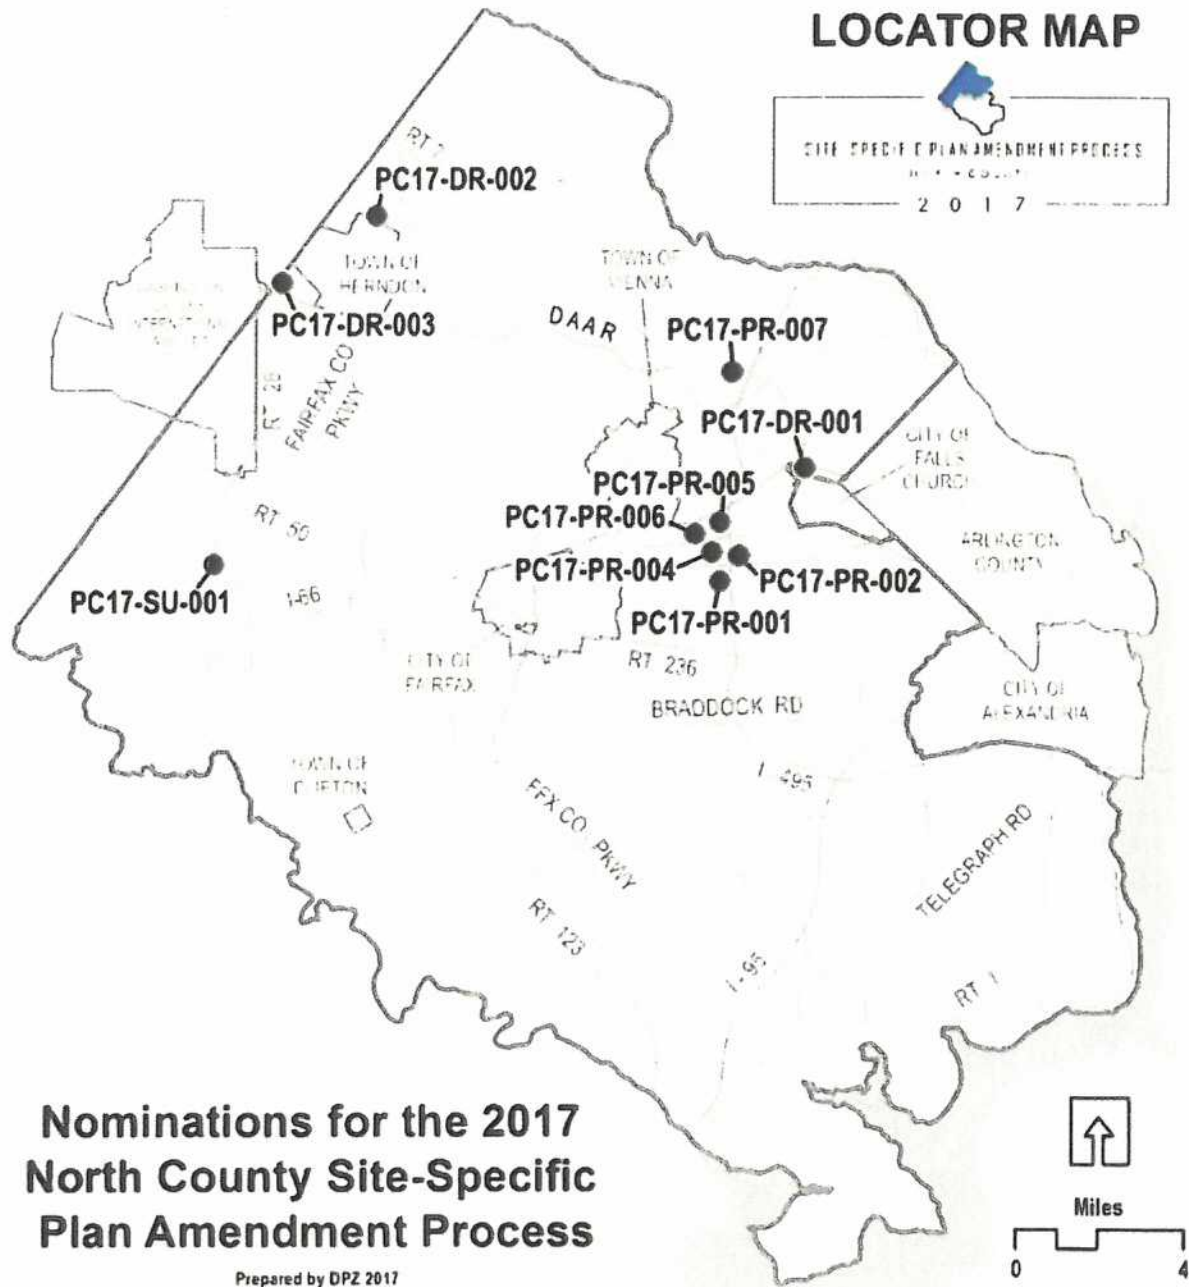 LOCATOR MAP
SITE SPECIFIC PLAN AMENDMENT PROCESS
2 0 1 7
RT 7
PC17-DR-002
TOWN OF
HERNDON
TOWN OF
VIENNA
PC17-DR-003
DAAR
PC17-PR-007
RT 28
FAIRFAX CO
PKWY
PC17-DR-001
CITY OF
FALLS
CHURCH
PC17-PR-005
RT 50
PC17-PR-006
ARLINGTON
COUNTY
PC17-PR-004
PC17-PR-002
PC17-SU-001
I-66
PC17-PR-001
CITY OF
FAIRFAX
RT 236
BRADDOCK RD
CITY OF
ALEXANDRIA
TOWN OF
CLIFTON
I - 495
FFX CO PKWY
TELEGRAPH RD
RT 123
I - 95
RT 1
Nominations for the 2017
North County Site-Specific
Plan Amendment Process
Prepared by DPZ 2017
Miles
0 4